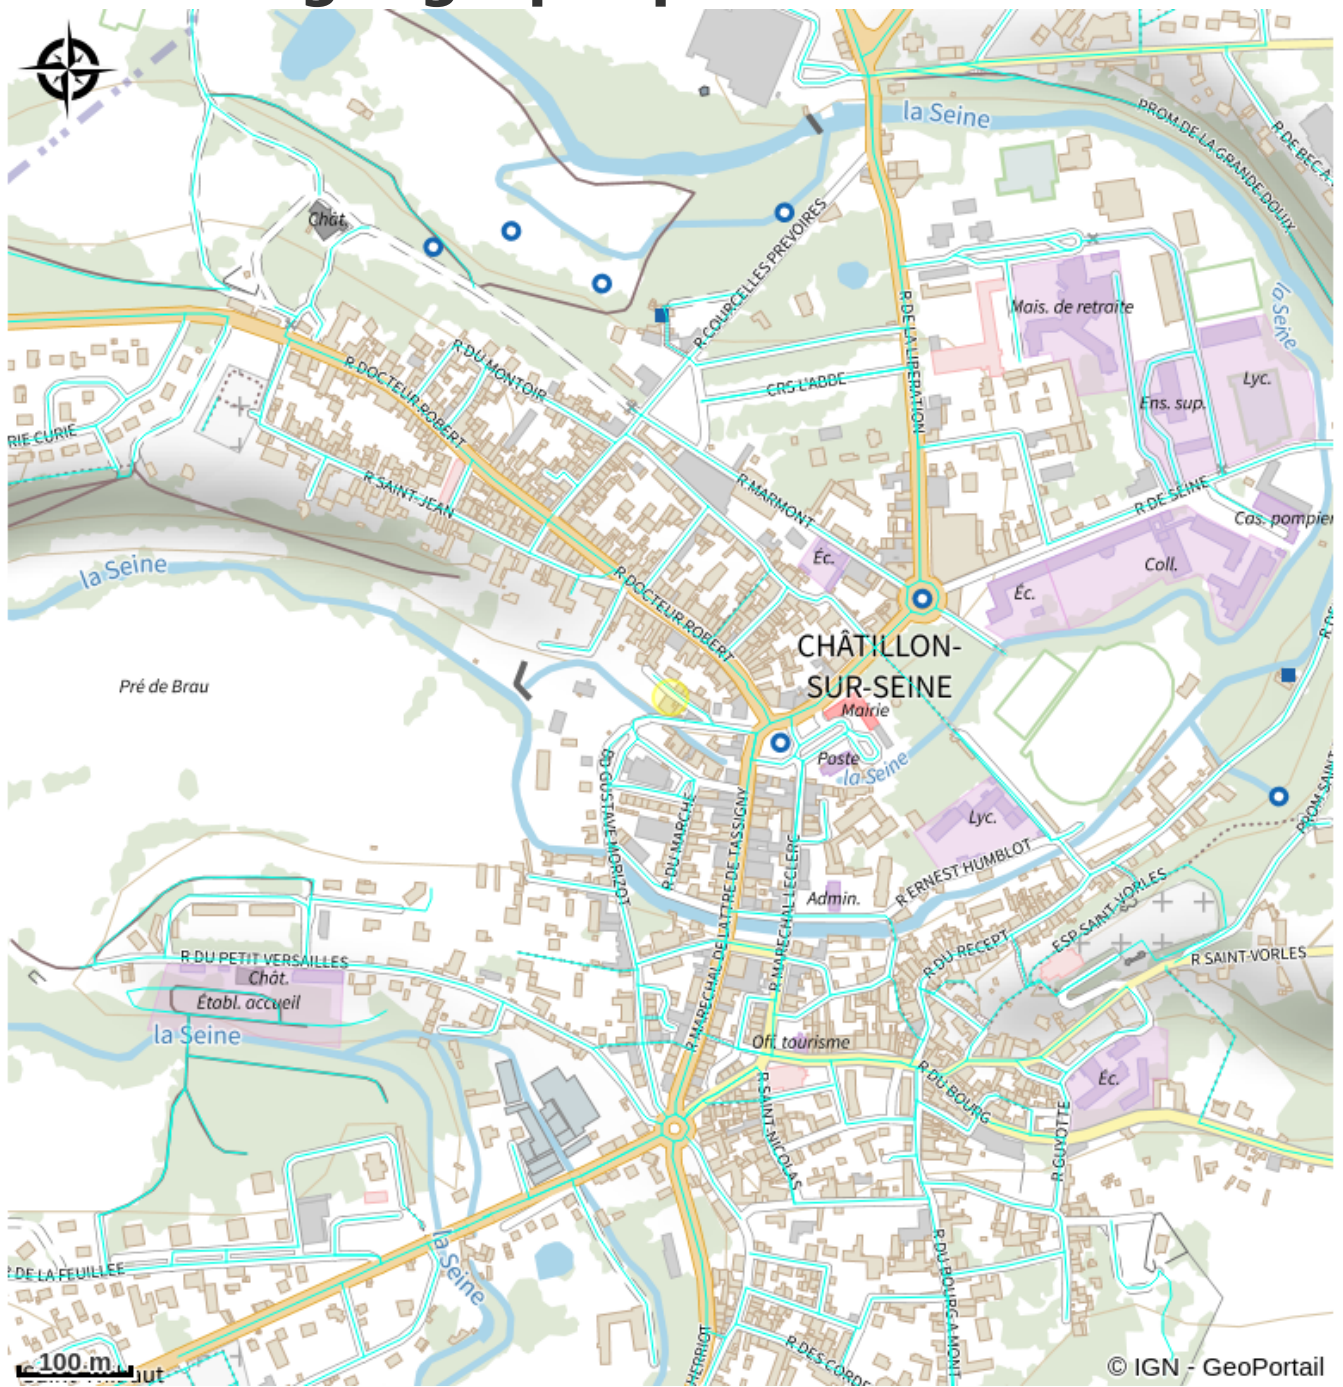 la Seine
PROM DE LA GRANDE DOUIX
R DE BEC A
Chât.
R COURCELLES PREVOIRES
Mais. de retraite
la Seine
R DE LA LIBERATION
R DU MONTOIR
R DOCTEUR ROBERT
CRS L'ABBE
Lyc.
Ens. sup.
RIE CURIE
R SAINT-JEAN
R MARMONT
R DE SEINE
Cas. pompier
Éc.
Coll.
la Seine
R DOCTEUR ROBERT
Éc.
CHÂTILLON-
SUR-SEINE
Pré de Brau
Mairie
Poste
la Seine
BD GUSTAVE MORIZOT
R DU MARCHE
R MARECHAL DE LATTRE DE TASSIGNY
R MARECHAL LECLERC
Lyc.
PROM SAINT
R ERNEST HUMBLOT
Admin.
ESP SAINT-VORLES
R DU RECEPT
R SAINT-VORLES
R DU PETIT VERSAILLES
Chât.
Établ. accueil
la Seine
Off. tourisme
R DU BOURG
Éc.
R SAINT-NICOLAS
R GUYOTTE
la Seine
R DE LA FEUILLEE
R DU BOURG A MONT
HERRIOT
R DES CORDE
100 m
© IGN - GeoPortail